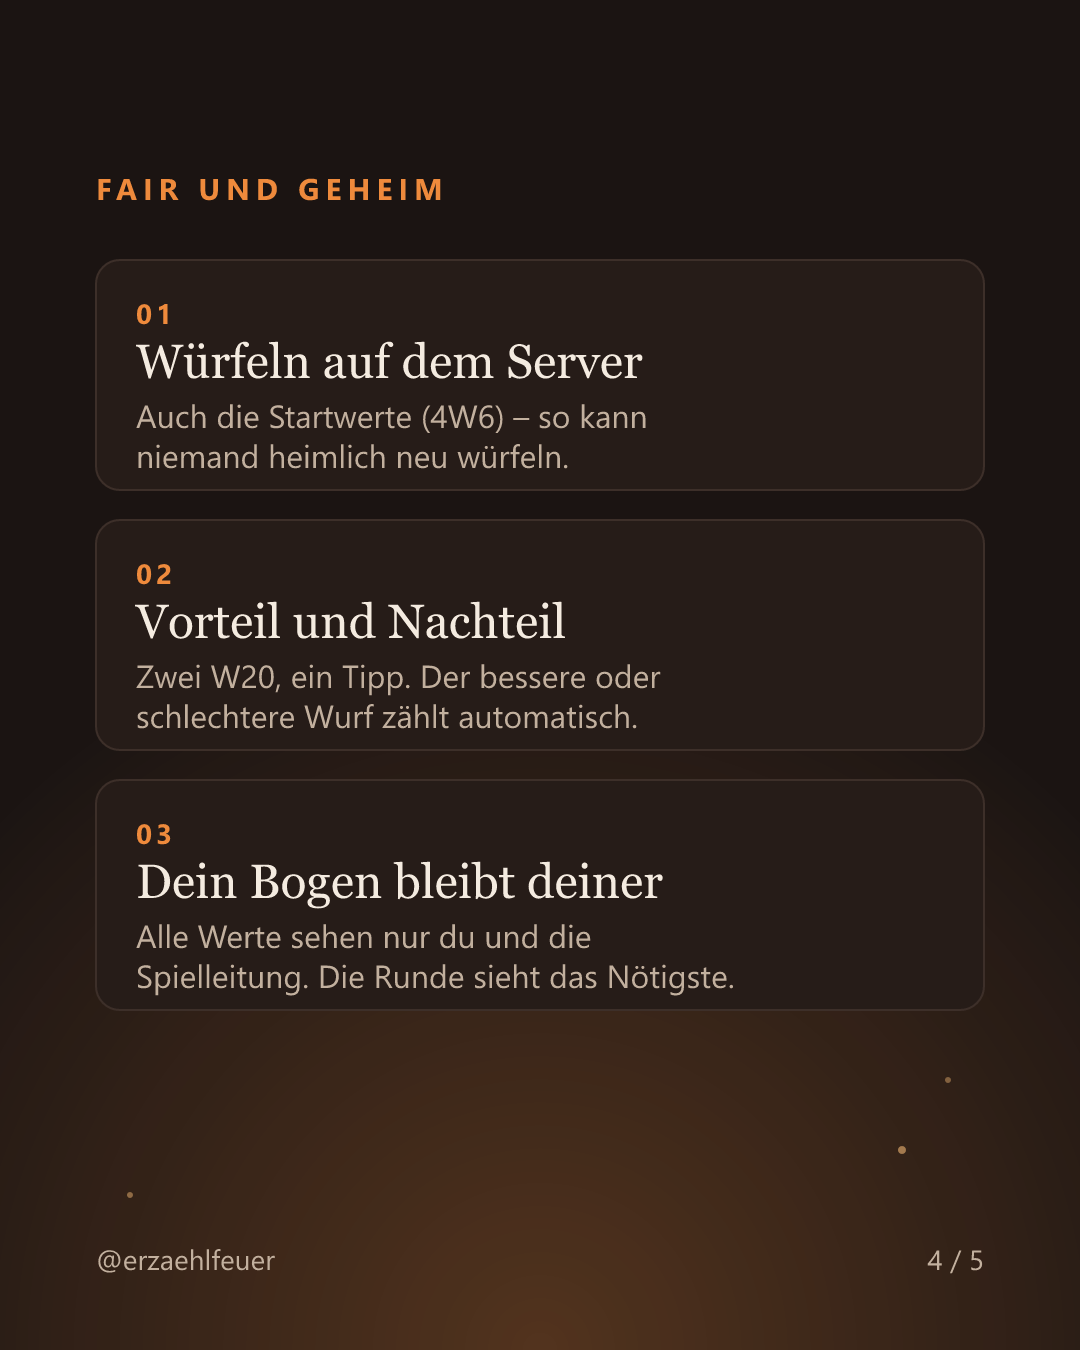 FAIR UND GEHEIM
01
Würfeln auf dem Server
Auch die Startwerte (4W6) – so kann
niemand heimlich neu würfeln.
02
Vorteil und Nachteil
Zwei W20, ein Tipp. Der bessere oder
schlechtere Wurf zählt automatisch.
03
Dein Bogen bleibt deiner
Alle Werte sehen nur du und die
Spielleitung. Die Runde sieht das Nötigste.
@erzaehlfeuer
4 / 5